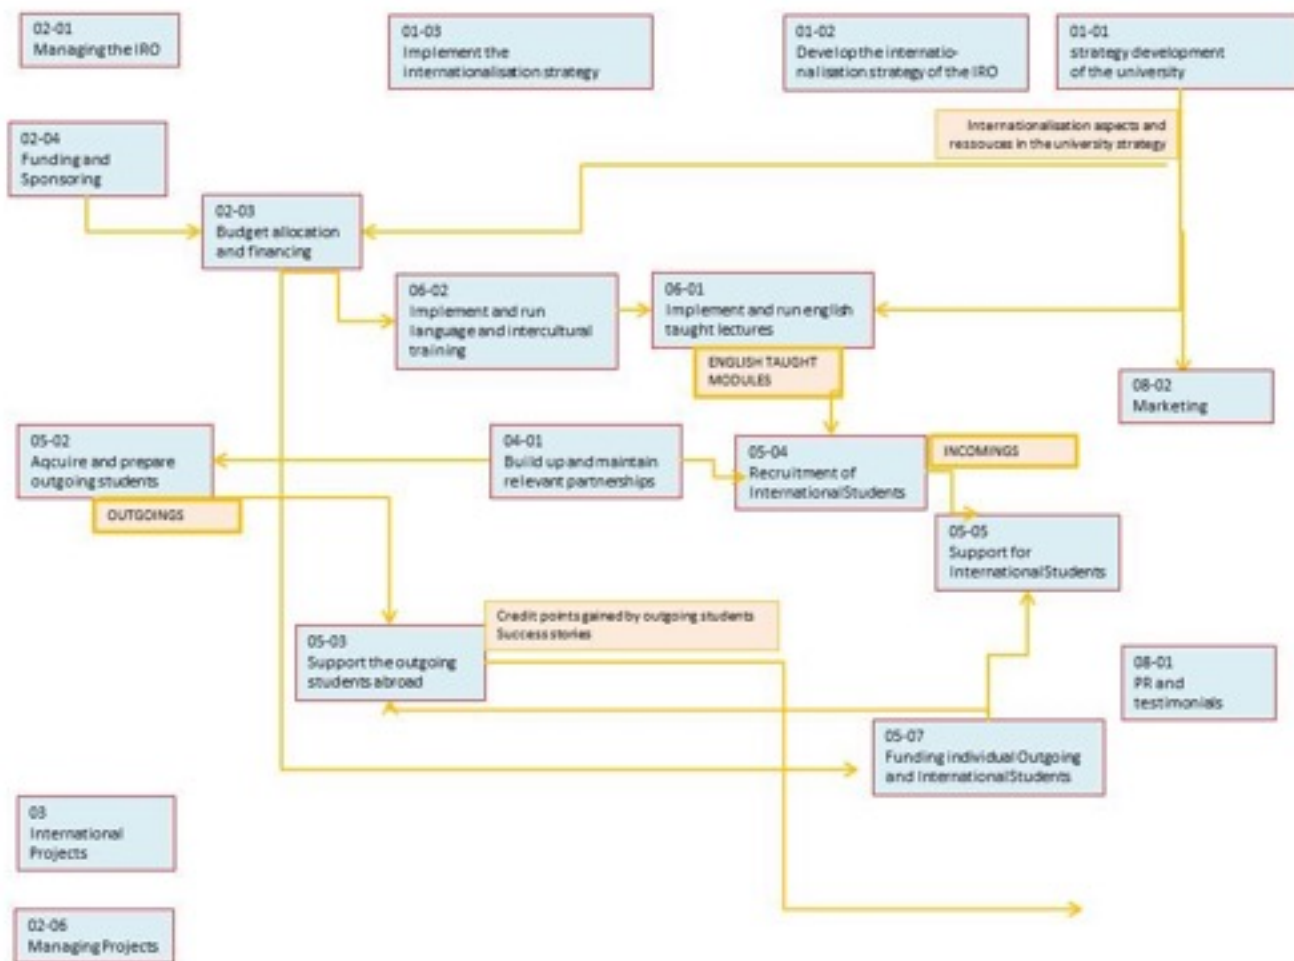 02-01
Managing the IRO
01-03
Implement the
internationalisation strategy
01-02
Develop the internatio-
nalisation strategy of the IRO
01-01
strategy development
of the university
Internationalisation aspects and
ressouces in the university strategy
02-04
Funding and
Sponsoring
02-03
Budget allocation
and financing
06-02
Implement and run
language and intercultural
training
06-01
Implement and run english
taught lectures
ENGLISH TAUGHT
MODULES
08-02
Marketing
05-02
Aqcuire and prepare
outgoing students
OUTGOINGS
04-01
Build up and maintain
relevant partnerships
05-04
Recruitment of
International Students
INCOMINGS
05-05
Support for
International Students
Credit points gained by outgoing students
Success stories
05-03
Support the outgoing
students abroad
08-01
PR and
testimonials
05-07
Funding individual Outgoing
and International Students
03
International
Projects
02-06
Managing Projects